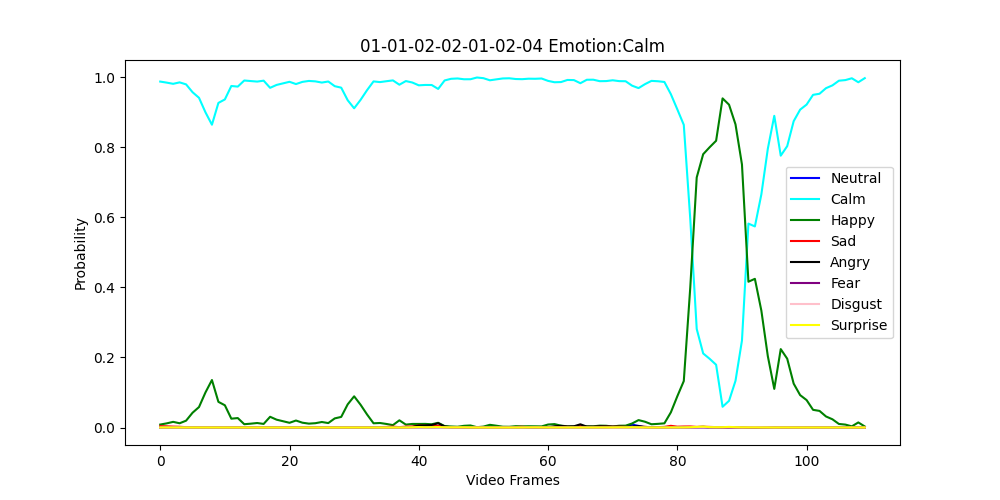 01-01-02-02-01-02-04 Emotion:Calm
Probability
1.0
0.8
0.6
0.4
0.2
0.0
0
20
40
60
80
100
Video Frames
Neutral
Calm
Happy
Sad
Angry
Fear
Disgust
Surprise